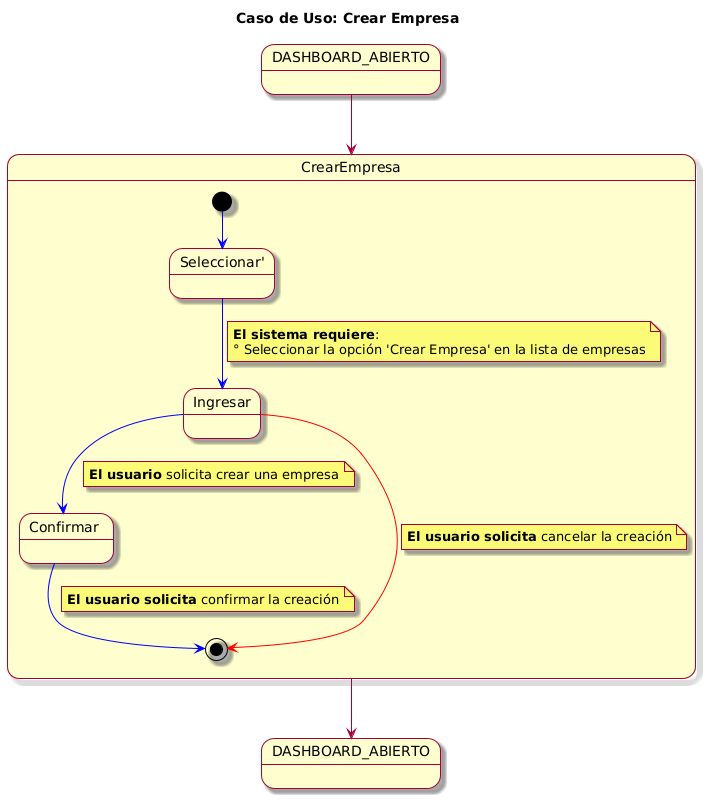 Caso de Uso: Crear Empresa
DASHBOARD_ABIERTO
CrearEmpresa
Seleccionar'
El sistema requiere:
° Seleccionar la opción 'Crear Empresa' en la lista de empresas
Ingresar
El usuario solicita crear una empresa
Confirmar
El usuario solicita cancelar la creación
El usuario solicita confirmar la creación
DASHBOARD_ABIERTO